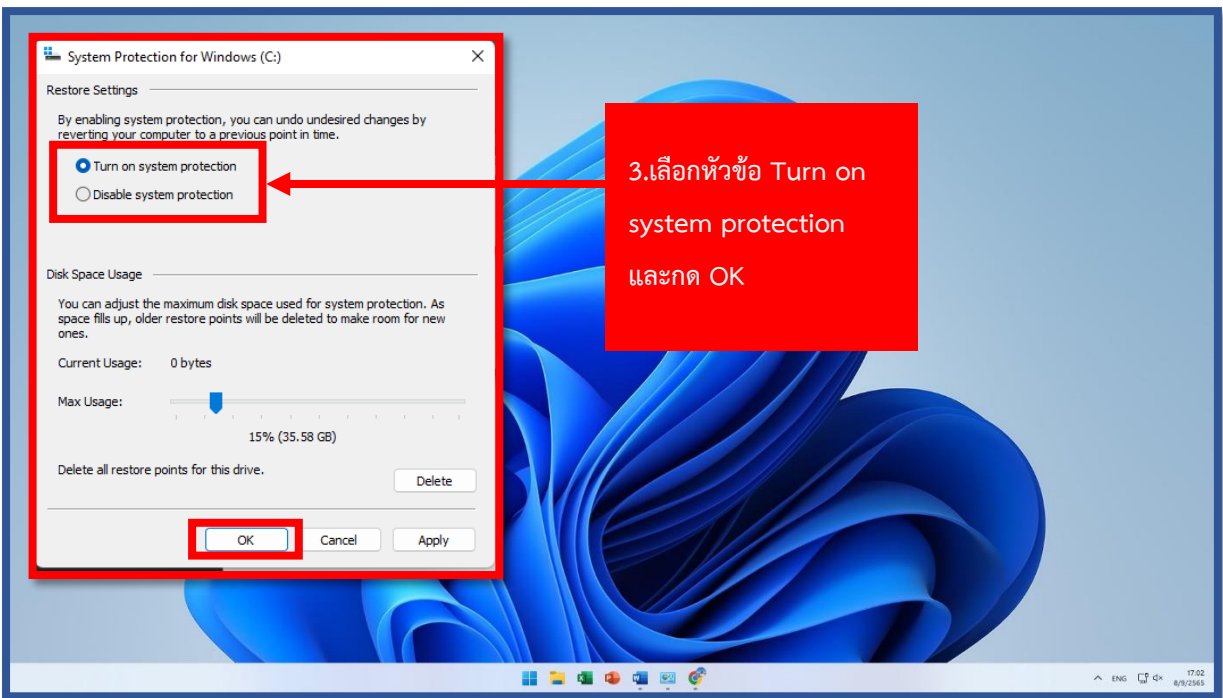 System Protection for Windows (C:)
Restore Settings
By enabling system protection, you can undo undesired changes by
reverting your computer to a previous point in time.
Turn on system protection
Disable system protection
3.เลือกหัวข้อ Turn on
system protection
และกด OK
Disk Space Usage
You can adjust the maximum disk space used for system protection. As
space fills up, older restore points will be deleted to make room for new
ones.
Current Usage: 0 bytes
Max Usage:
15% (35.58 GB)
Delete all restore points for this drive.
Delete
OK Cancel Apply
ENG 17:02
8/9/2565